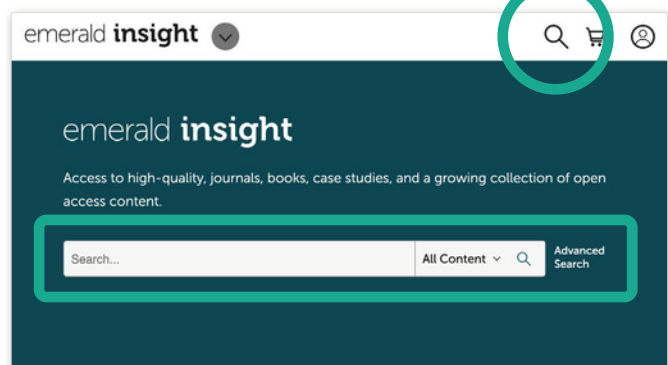 emerald insight
emerald insight
Access to high-quality, journals, books, case studies, and a growing collection of open
access content.
Search... All Content Advanced
Search